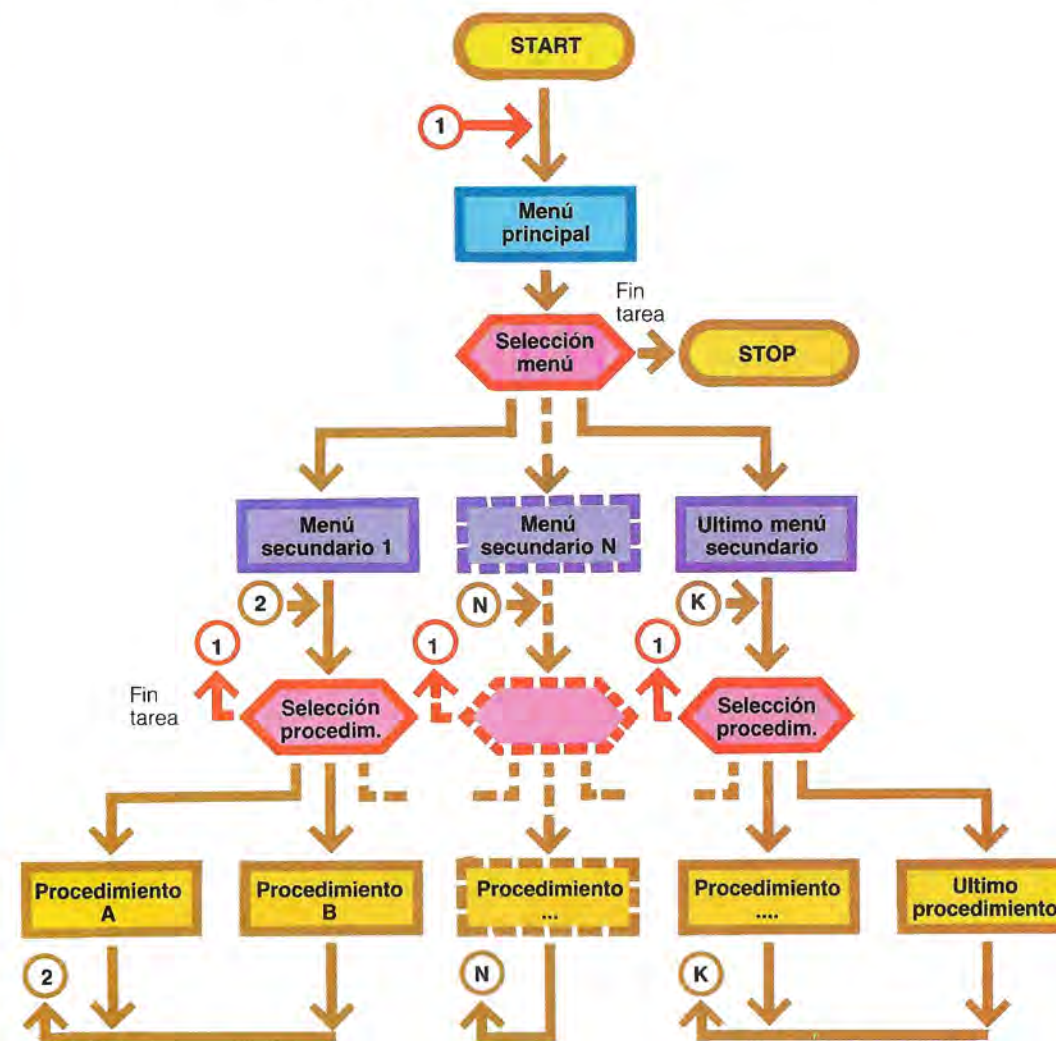 START
1
Menú
principal
Fin
tarea
Selección
menú
STOP
Menú
secundario 1
Menú
secundario N
Ultimo menú
secundario
2
N
K
1
1
1
Fin
tarea
Selección
procedim.
Selección
procedim.
Procedimiento
A
Procedimiento
B
Procedimiento
...
Procedimiento
....
Ultimo
procedimiento
2
N
K